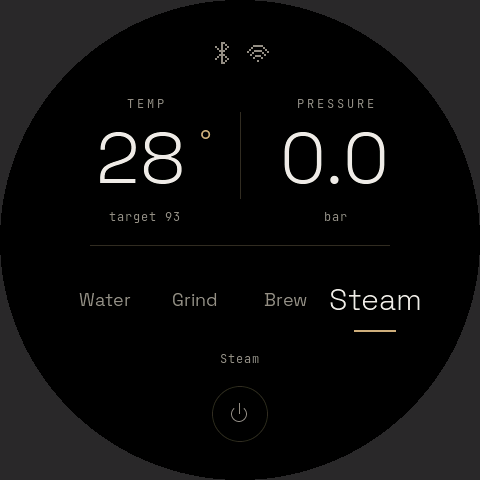 TEMP PRESSURE
28° 0.0
target 93 bar
Water Grind Brew Steam
Steam